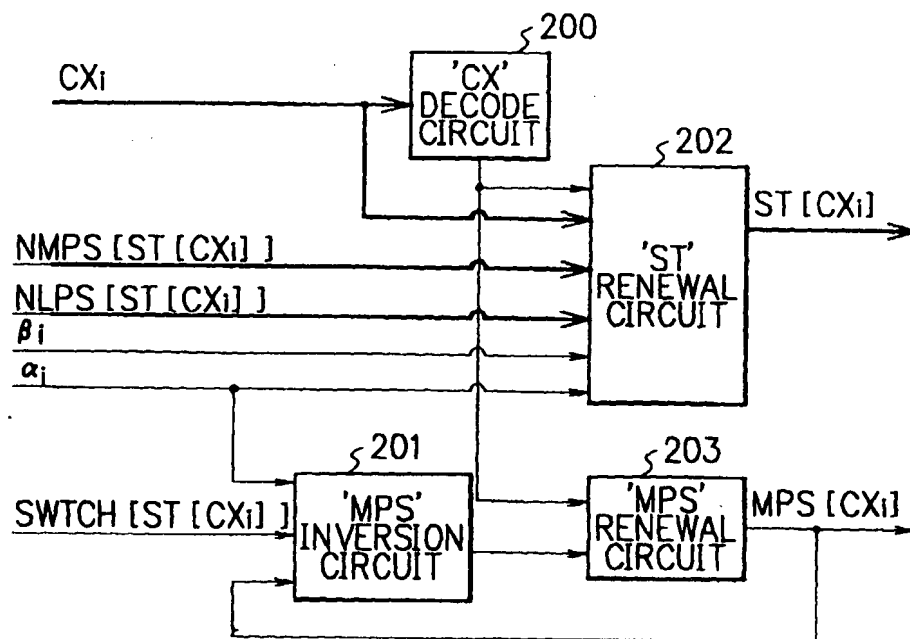 200
CXi
'CX'
DECODE
CIRCUIT
202
ST [CXi]
NMPS [ST [CXi] ]
'ST'
RENEWAL
CIRCUIT
NLPS [ST [CXi] ]
βi
αi
201
203
SWTCH [ST [CXi] ]
'MPS'
INVERSION
CIRCUIT
'MPS'
RENEWAL
CIRCUIT
MPS [CXi]